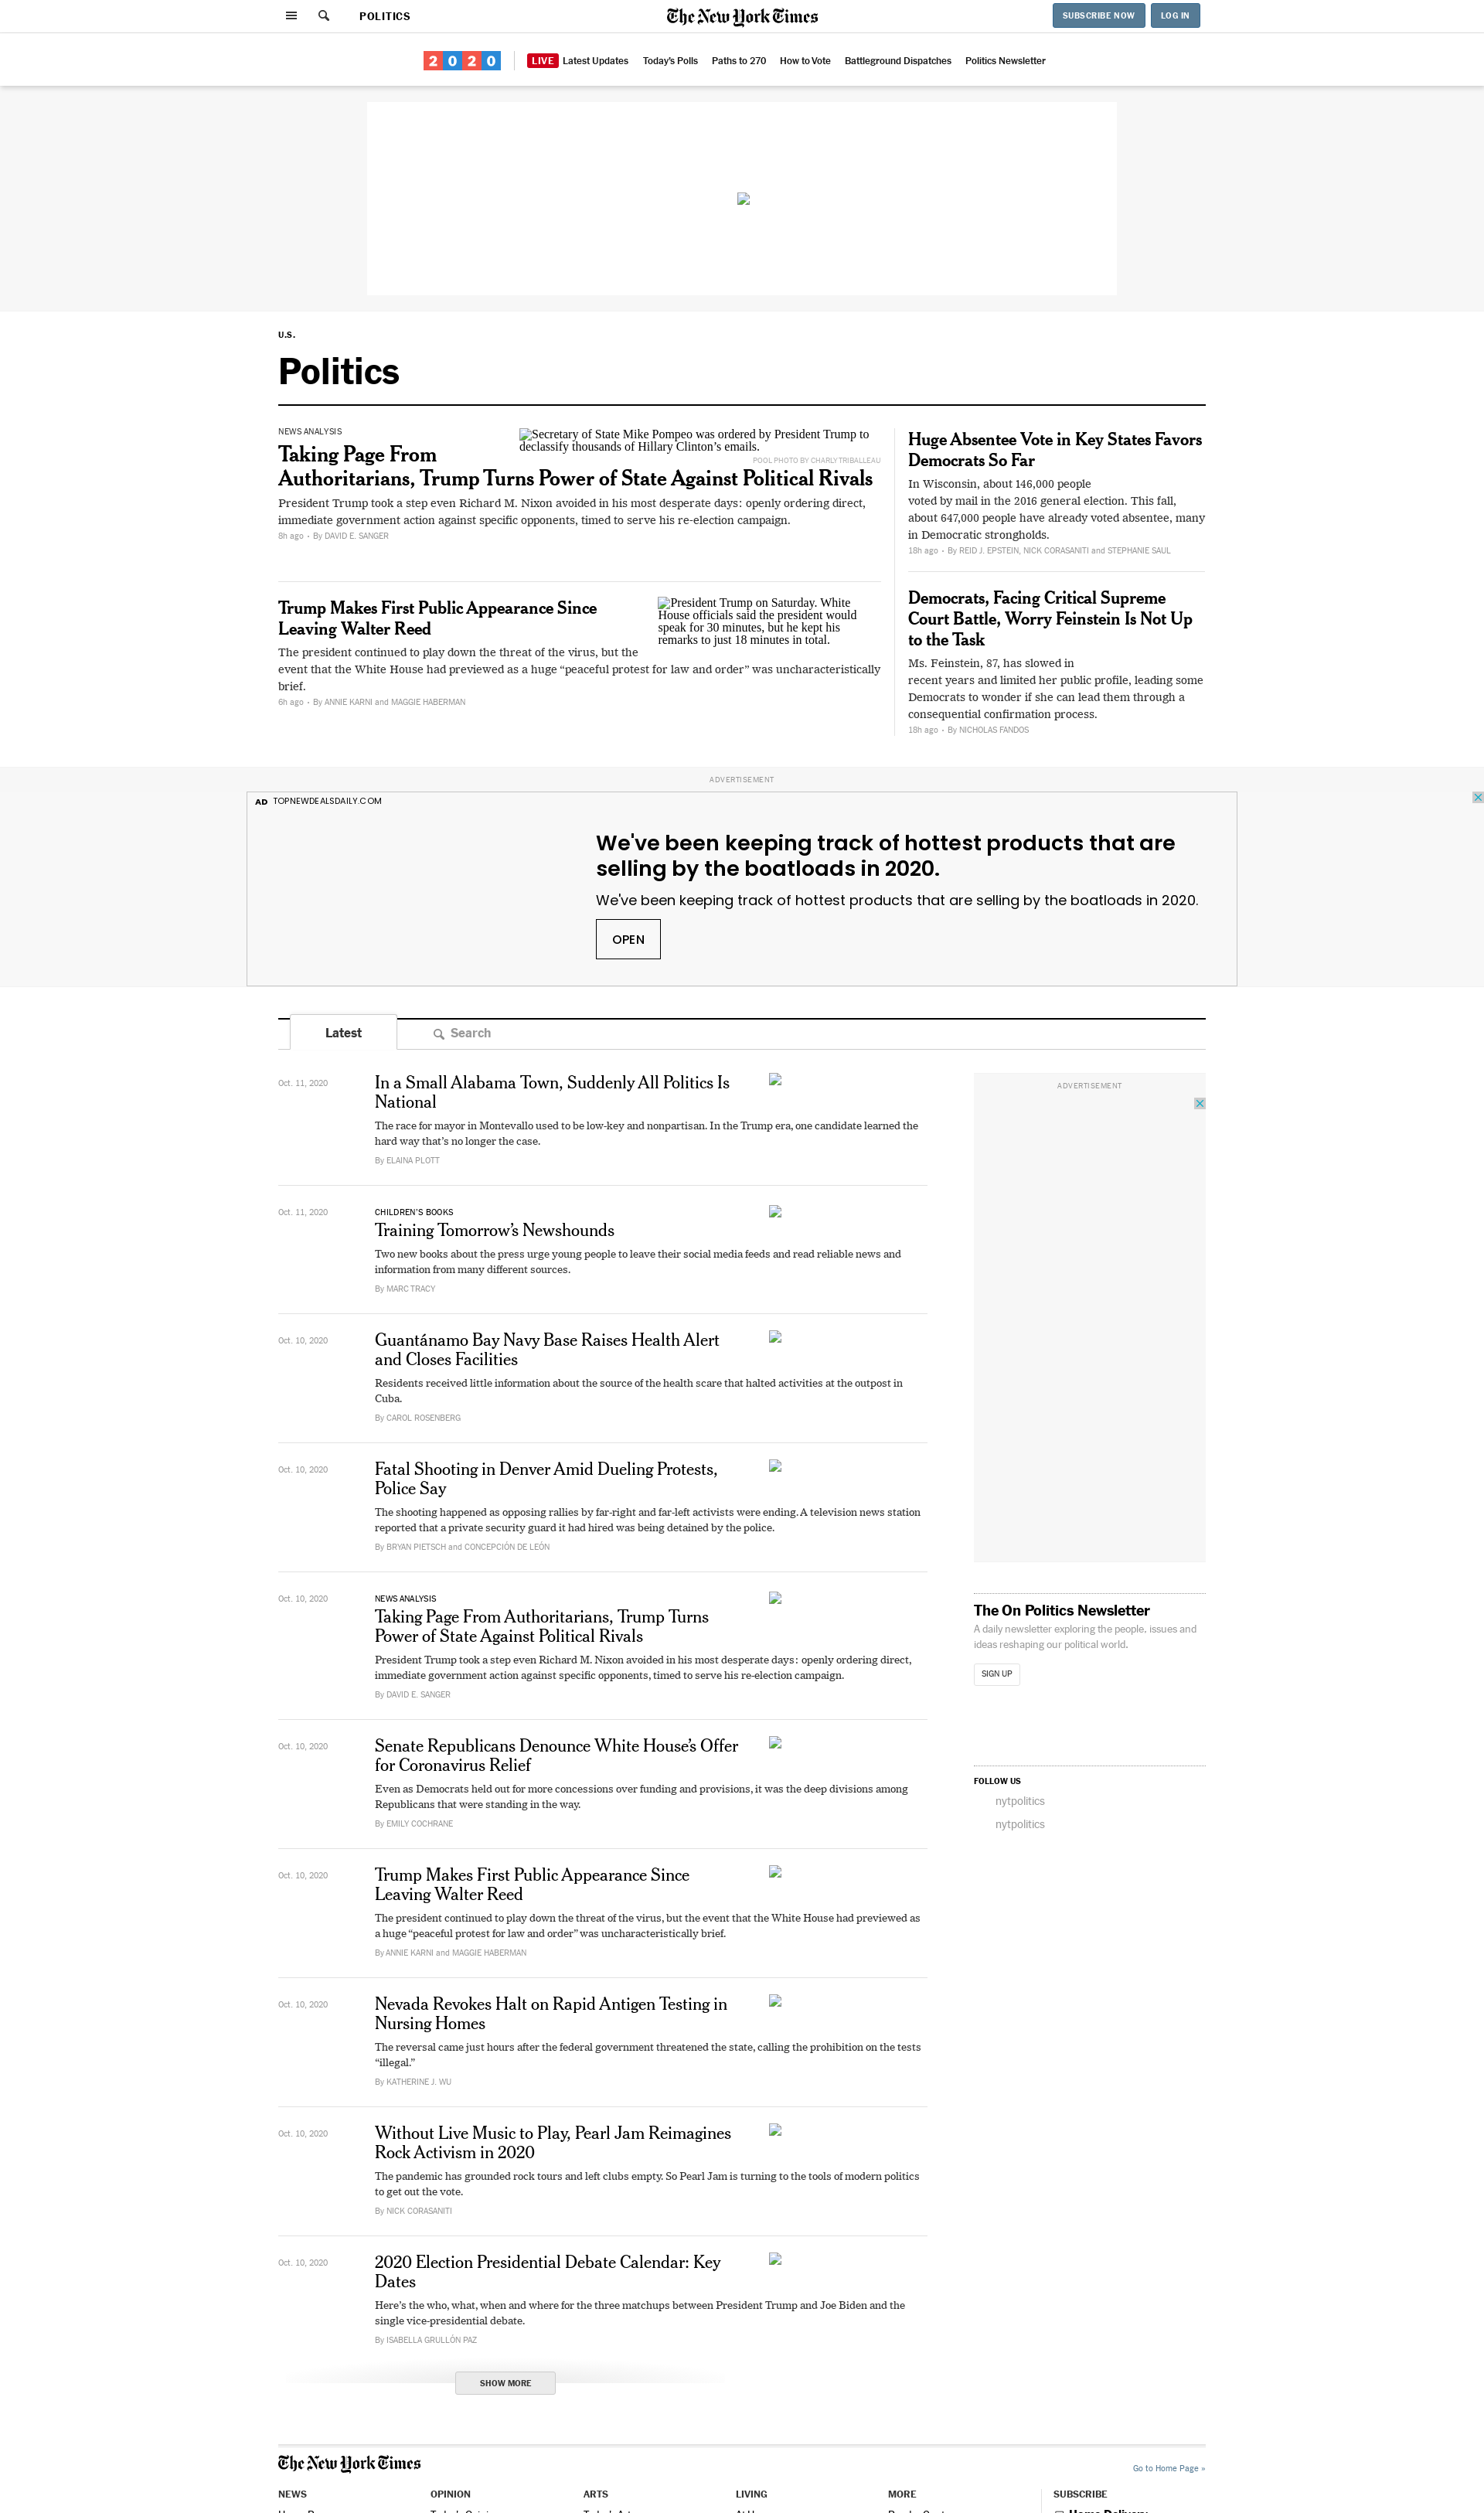 POLITICS
The New York Times
SUBSCRIBE NOW
LOG IN
2020
LIVE Latest Updates
Today's Polls
Paths to 270
How to Vote
Battleground Dispatches
Politics Newsletter
U.S.
Politics
NEWS ANALYSIS
Secretary of State Mike Pompeo was ordered by President Trump to
declassify thousands of Hillary Clinton's emails.
POOL PHOTO BY CHARLY TRIBALLEAU
Taking Page From
Authoritarians, Trump Turns Power of State Against Political Rivals
President Trump took a step even Richard M. Nixon avoided in his most desperate days: openly ordering direct,
immediate government action against specific opponents, timed to serve his re-election campaign.
8h ago • By DAVID E. SANGER
Trump Makes First Public Appearance Since
Leaving Walter Reed
President Trump on Saturday. White
House officials said the president would
speak for 30 minutes, but he kept his
remarks to just 18 minutes in total.
The president continued to play down the threat of the virus, but the
event that the White House had previewed as a huge “peaceful protest for law and order” was uncharacteristically
brief.
6h ago • By ANNIE KARNI and MAGGIE HABERMAN
Huge Absentee Vote in Key States Favors
Democrats So Far
In Wisconsin, about 146,000 people
voted by mail in the 2016 general election. This fall,
about 647,000 people have already voted absentee, many
in Democratic strongholds.
18h ago • By REID J. EPSTEIN, NICK CORASANITI and STEPHANIE SAUL
Democrats, Facing Critical Supreme
Court Battle, Worry Feinstein Is Not Up
to the Task
Ms. Feinstein, 87, has slowed in
recent years and limited her public profile, leading some
Democrats to wonder if she can lead them through a
consequential confirmation process.
18h ago • By NICHOLAS FANDOS
ADVERTISEMENT
AD TOPNEWDEALSDAILY.COM
We've been keeping track of hottest products that are
selling by the boatloads in 2020.
We've been keeping track of hottest products that are selling by the boatloads in 2020.
OPEN
Latest
Search
Oct. 11, 2020
In a Small Alabama Town, Suddenly All Politics Is
National
The race for mayor in Montevallo used to be low-key and nonpartisan. In the Trump era, one candidate learned the
hard way that’s no longer the case.
By ELAINA PLOTT
Oct. 11, 2020
CHILDREN’S BOOKS
Training Tomorrow’s Newshounds
Two new books about the press urge young people to leave their social media feeds and read reliable news and
information from many different sources.
By MARC TRACY
Oct. 10, 2020
Guantánamo Bay Navy Base Raises Health Alert
and Closes Facilities
Residents received little information about the source of the health scare that halted activities at the outpost in
Cuba.
By CAROL ROSENBERG
Oct. 10, 2020
Fatal Shooting in Denver Amid Dueling Protests,
Police Say
The shooting happened as opposing rallies by far-right and far-left activists were ending. A television news station
reported that a private security guard it had hired was being detained by the police.
By BRYAN PIETSCH and CONCEPCIÓN DE LEÓN
Oct. 10, 2020
NEWS ANALYSIS
Taking Page From Authoritarians, Trump Turns
Power of State Against Political Rivals
President Trump took a step even Richard M. Nixon avoided in his most desperate days: openly ordering direct,
immediate government action against specific opponents, timed to serve his re-election campaign.
By DAVID E. SANGER
Oct. 10, 2020
Senate Republicans Denounce White House’s Offer
for Coronavirus Relief
Even as Democrats held out for more concessions over funding and provisions, it was the deep divisions among
Republicans that were standing in the way.
By EMILY COCHRANE
Oct. 10, 2020
Trump Makes First Public Appearance Since
Leaving Walter Reed
The president continued to play down the threat of the virus, but the event that the White House had previewed as
a huge “peaceful protest for law and order” was uncharacteristically brief.
By ANNIE KARNI and MAGGIE HABERMAN
Oct. 10, 2020
Nevada Revokes Halt on Rapid Antigen Testing in
Nursing Homes
The reversal came just hours after the federal government threatened the state, calling the prohibition on the tests
“illegal.”
By KATHERINE J. WU
Oct. 10, 2020
Without Live Music to Play, Pearl Jam Reimagines
Rock Activism in 2020
The pandemic has grounded rock tours and left clubs empty. So Pearl Jam is turning to the tools of modern politics
to get out the vote.
By NICK CORASANITI
Oct. 10, 2020
2020 Election Presidential Debate Calendar: Key
Dates
Here’s the who, what, when and where for the three matchups between President Trump and Joe Biden and the
single vice-presidential debate.
By ISABELLA GRULLÓN PAZ
SHOW MORE
ADVERTISEMENT
The On Politics Newsletter
A daily newsletter exploring the people, issues and
ideas reshaping our political world.
SIGN UP
FOLLOW US
nytpolitics
nytpolitics
The New York Times
Go to Home Page »
NEWS
OPINION
ARTS
LIVING
MORE
SUBSCRIBE